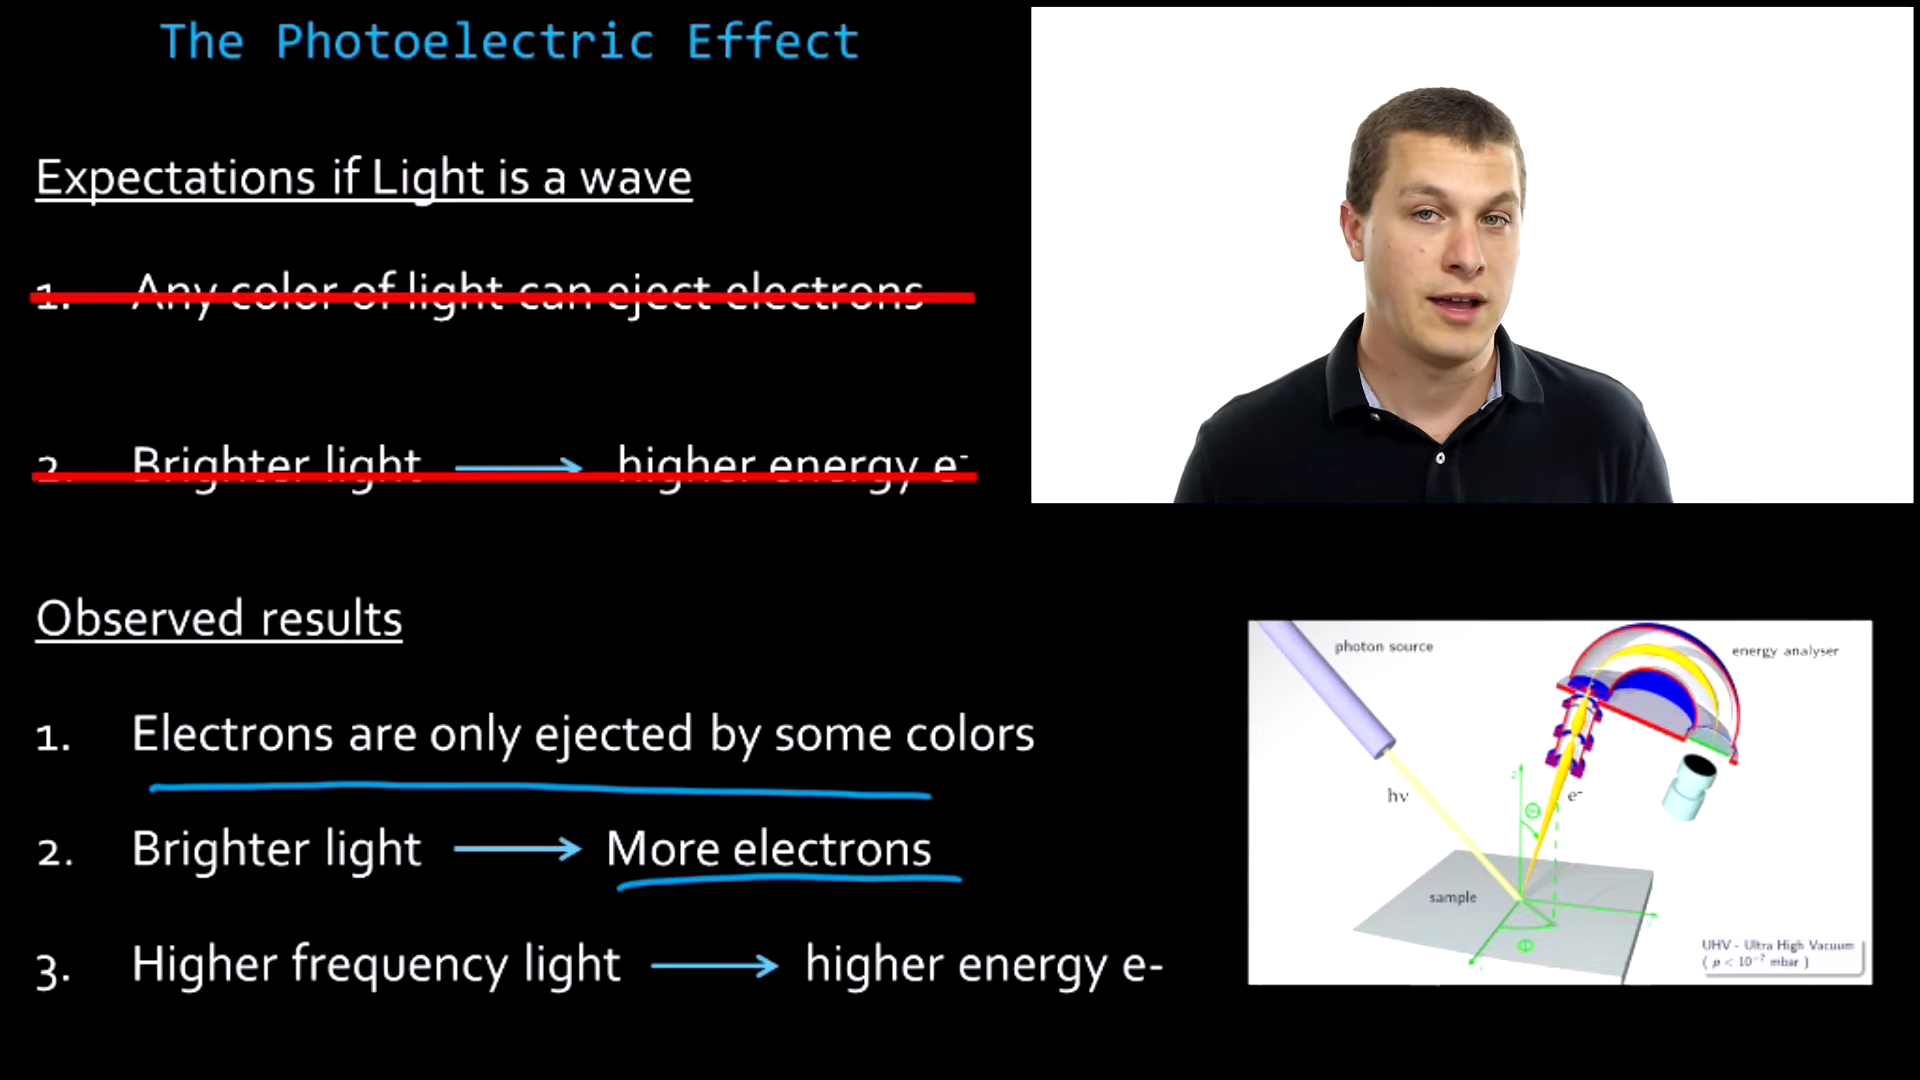 The Photoelectric Effect
Expectations if Light is a wave
1. Any color of light can eject electrons
2. Brighter light → higher energy e⁻
Observed results
1. Electrons are only ejected by some colors
2. Brighter light → More electrons
3. Higher frequency light → higher energy e-
photon source
energy analyser
hν
e⁻
Θ
sample
Φ
UHV - Ultra High Vacuum
( p < 10⁻⁷ mbar )